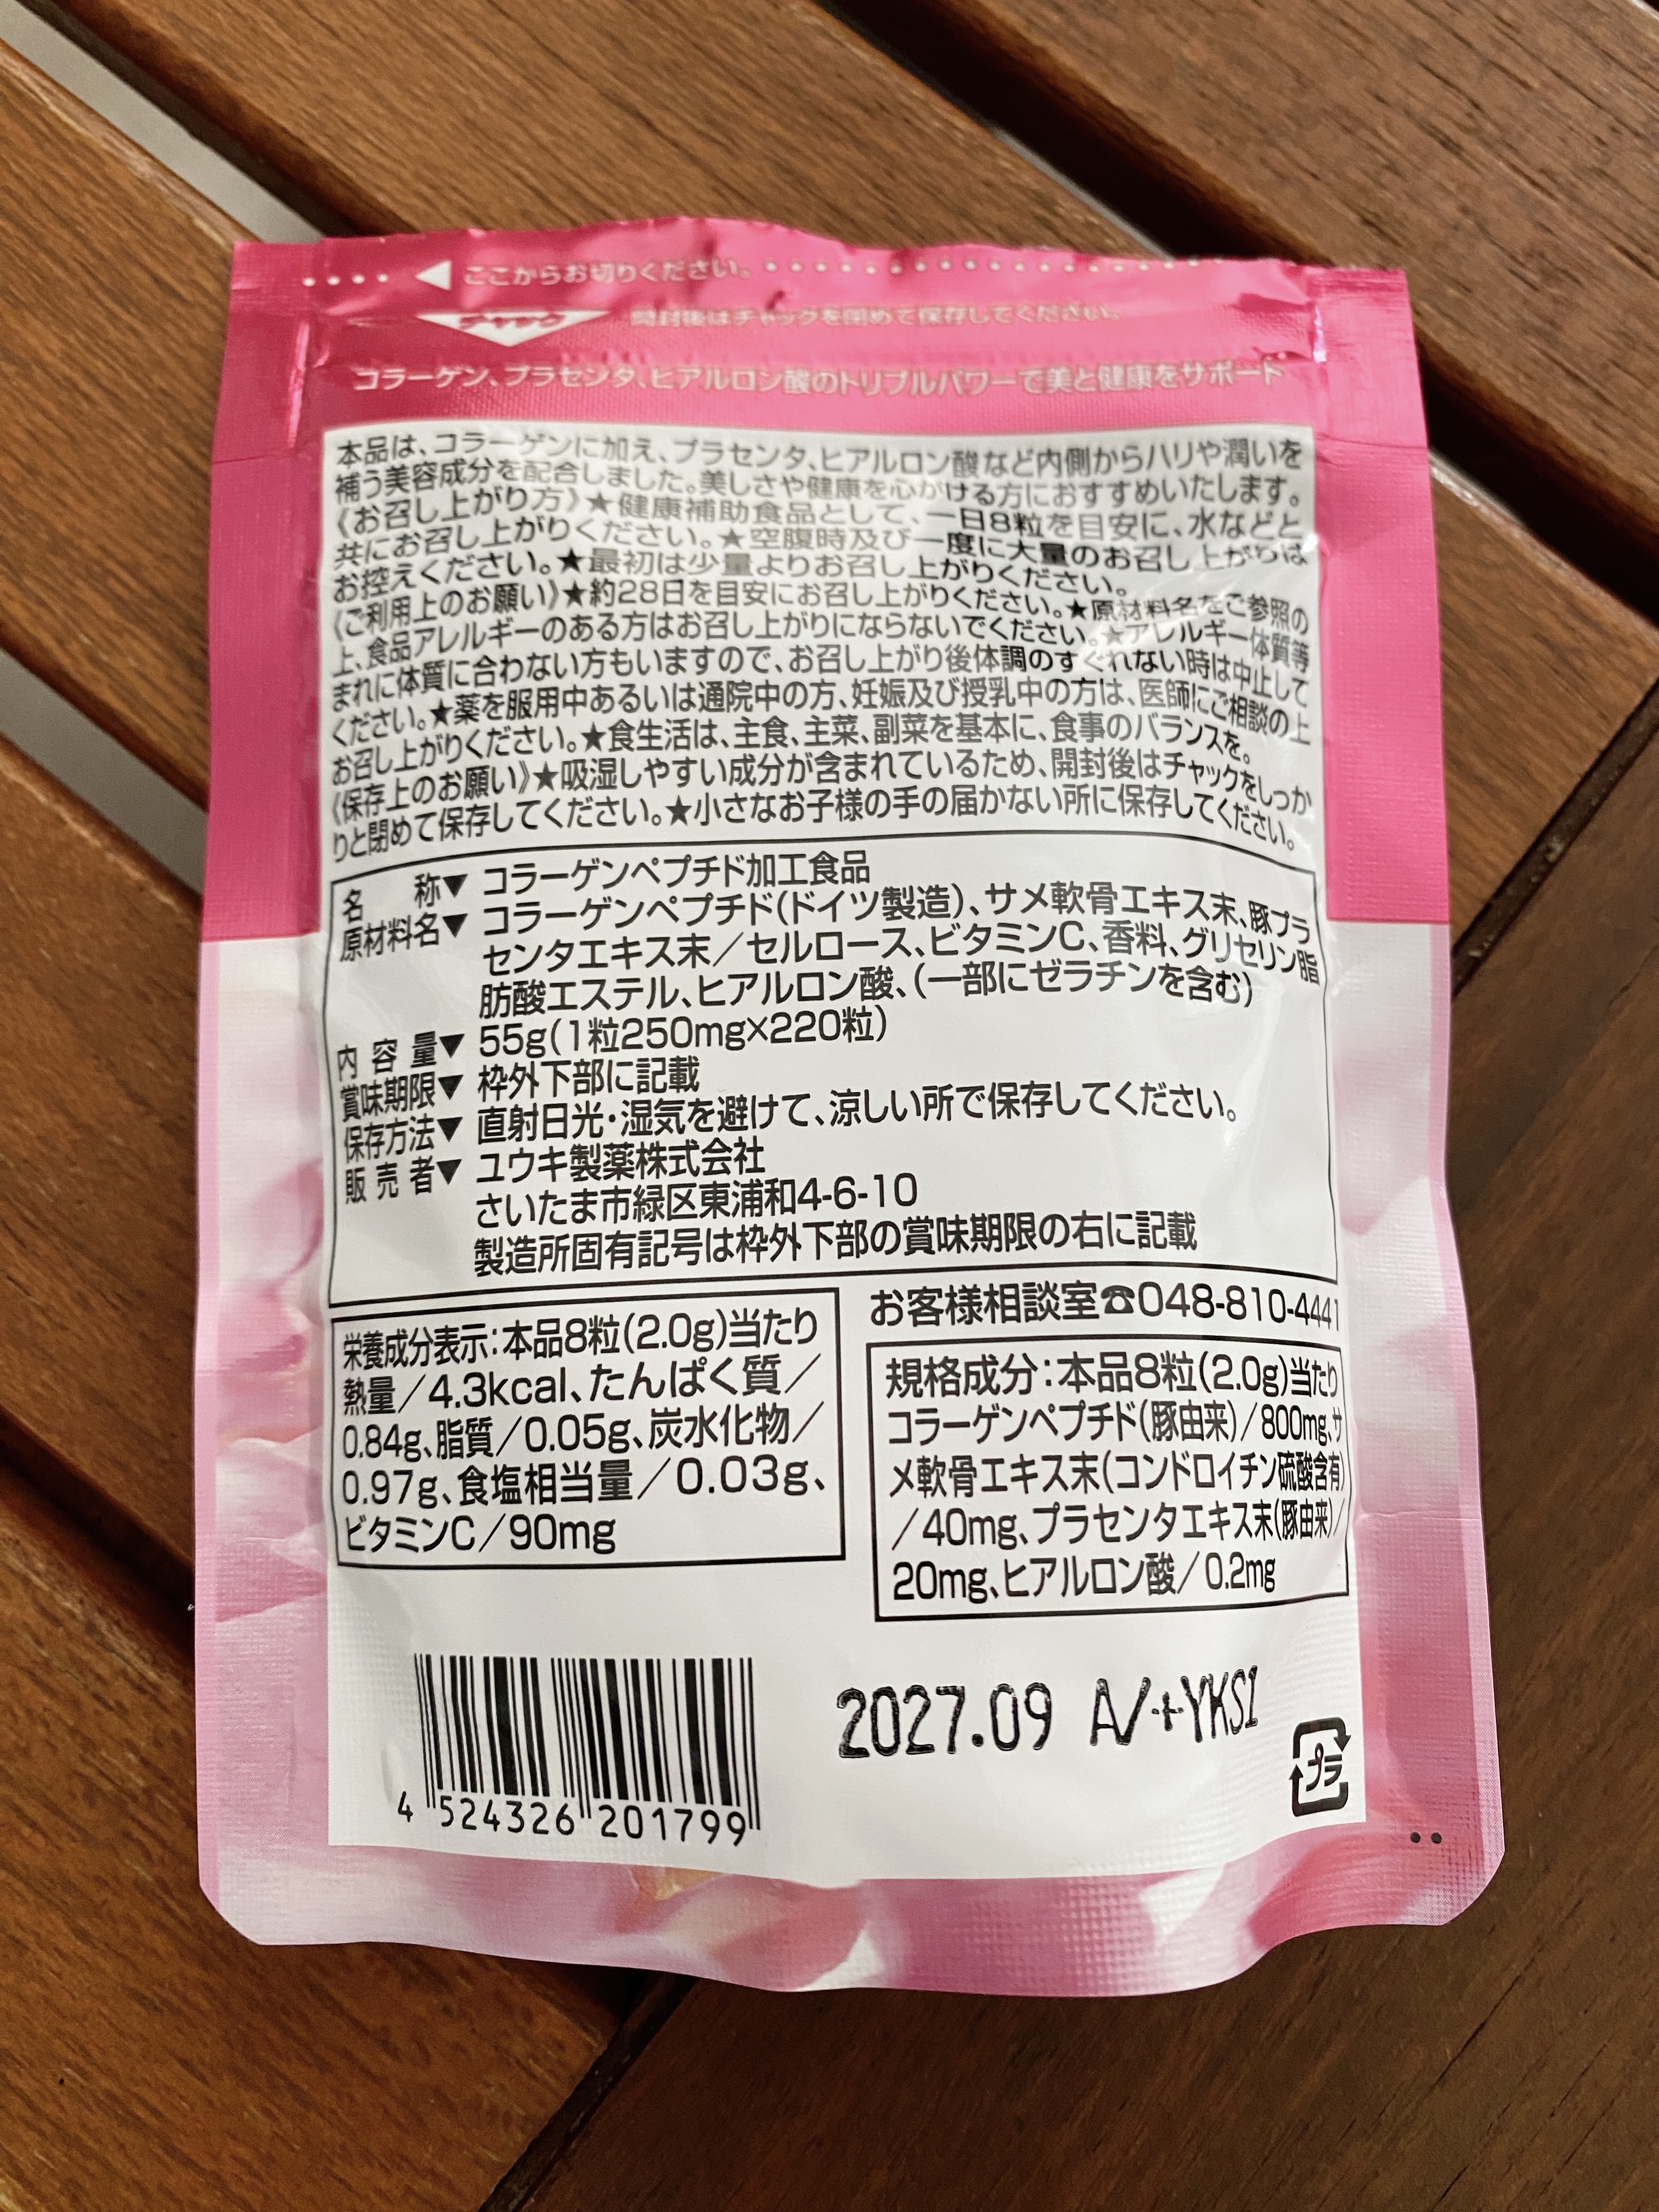 ここからお切りください。
開封後はチャックを閉めて保存してください。
コラーゲン、プラセンタ、ヒアルロン酸のトリプルパワーで美と健康をサポート
本品は、コラーゲンに加え、プラセンタ、ヒアルロン酸など内側からハリや潤いを
補う美容成分を配合しました。美しさや健康を心がける方におすすめいたします。
《お召し上がり方》★健康補助食品として、一日8粒を目安に、水などと
共にお召し上がりください。★空腹時及び一度に大量のお召し上がりは
お控えください。★最初は少量よりお召し上がりください。
《ご利用上のお願い》★約28日を目安にお召し上がりください。★原材料名をご参照の
上、食品アレルギーのある方はお召し上がりにならないでください。★アレルギー体質等
まれに体質に合わない方もいますので、お召し上がり後体調のすぐれない時は中止して
ください。★薬を服用中あるいは通院中の方、妊娠及び授乳中の方は、医師にご相談の上
お召し上がりください。★食生活は、主食、主菜、副菜を基本に、食事のバランスを。
《保存上のお願い》★吸湿しやすい成分が含まれているため、開封後はチャックをしっか
りと閉めて保存してください。★小さなお子様の手の届かない所に保存してください。
名称▼ コラーゲンペプチド加工食品
原材料名▼ コラーゲンペプチド(ドイツ製造)、サメ軟骨エキス末、豚プラ
センタエキス末／セルロース、ビタミンC、香料、グリセリン脂
肪酸エステル、ヒアルロン酸、(一部にゼラチンを含む)
内容量▼ 55g(1粒250mg×220粒)
賞味期限▼ 枠外下部に記載
保存方法▼ 直射日光・湿気を避けて、涼しい所で保存してください。
販売者▼ ユウキ製薬株式会社
さいたま市緑区東浦和4-6-10
製造所固有記号は枠外下部の賞味期限の右に記載
お客様相談室☎048-810-4441
栄養成分表示:本品8粒(2.0g)当たり
熱量／4.3kcal、たんぱく質／
0.84g、脂質／0.05g、炭水化物／
0.97g、食塩相当量／0.03g、
ビタミンC／90mg
規格成分:本品8粒(2.0g)当たり
コラーゲンペプチド(豚由来)／800mg、サ
メ軟骨エキス末(コンドロイチン硫酸含有)
／40mg、プラセンタエキス末(豚由来)／
20mg、ヒアルロン酸／0.2mg
2027.09 A/+YKS1
プラ
4 524326 201799